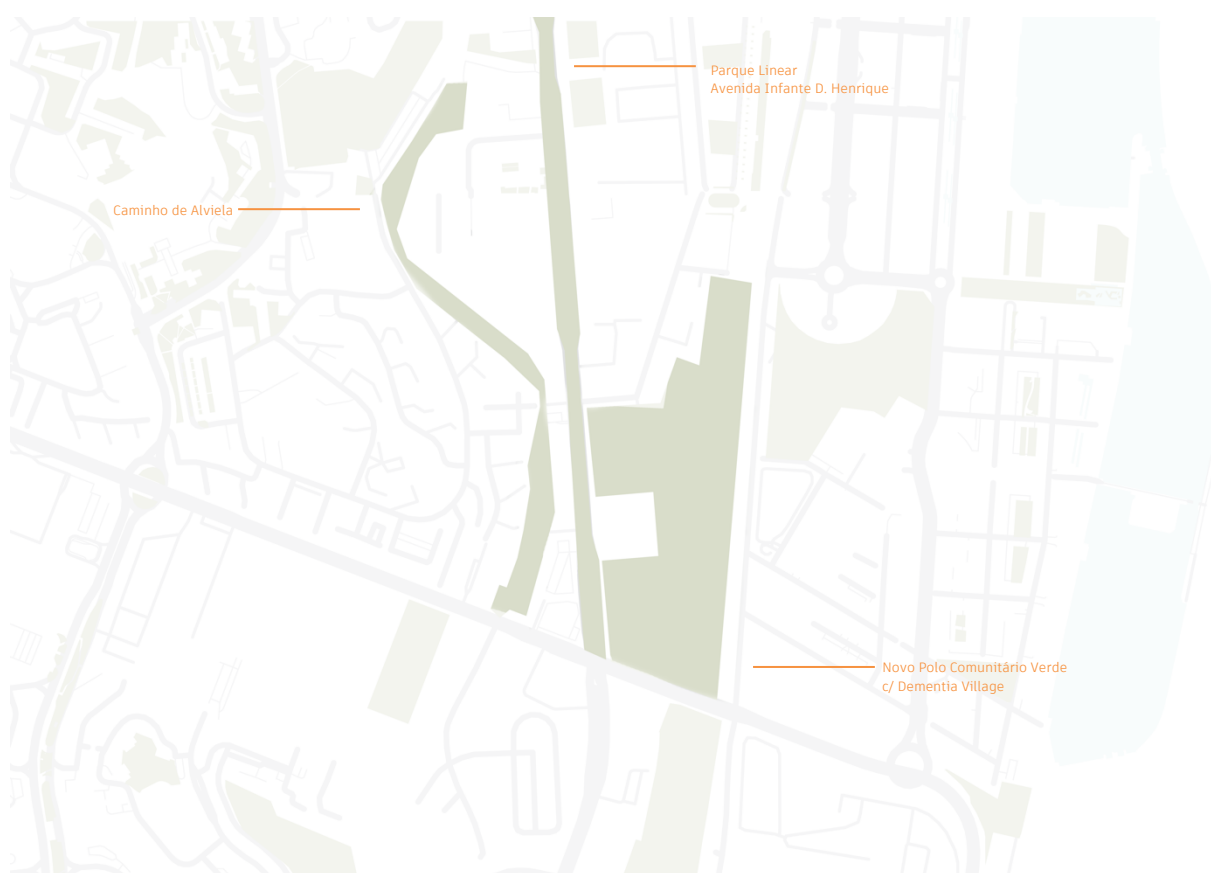 Parque Linear
Avenida Infante D. Henrique
Caminho de Alviela
Novo Polo Comunitário Verde
c/ Dementia Village